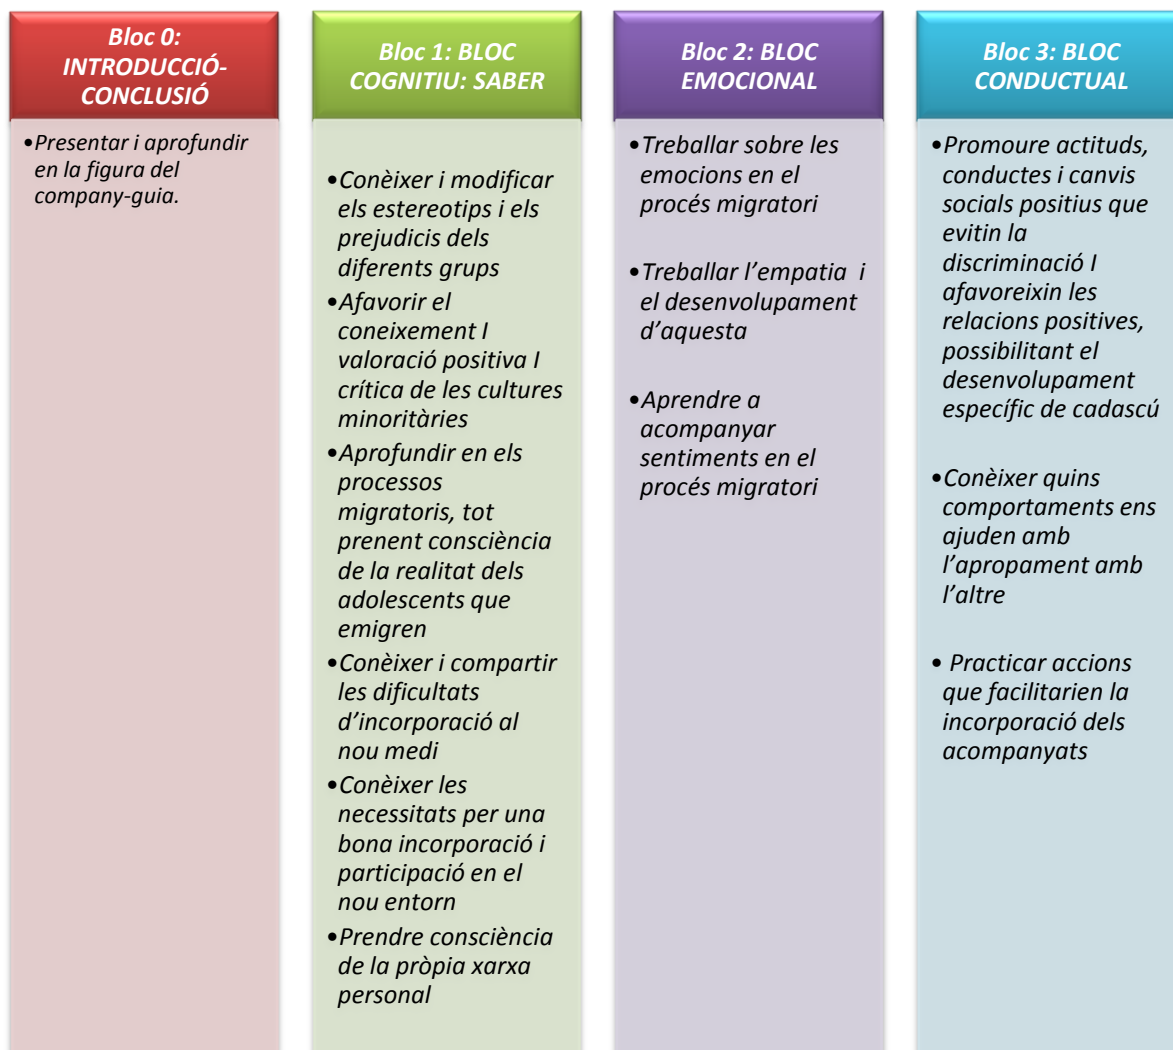 Bloc 0:
INTRODUCCIÓ-
CONCLUSIÓ
•Presentar i aprofundir
en la figura del
company-guia.
Bloc 1: BLOC
COGNITIU: SABER
•Conèixer i modificar
els estereotips i els
prejudicis dels
diferents grups
•Afavorir el
coneixement I
valoració positiva I
crítica de les cultures
minoritàries
•Aprofundir en els
processos
migratoris, tot
prenent consciència
de la realitat dels
adolescents que
emigren
•Conèixer i compartir
les dificultats
d’incorporació al
nou medi
•Conèixer les
necessitats per una
bona incorporació i
participació en el
nou entorn
•Prendre consciència
de la pròpia xarxa
personal
Bloc 2: BLOC
EMOCIONAL
•Treballar sobre les
emocions en el
procés migratori
•Treballar l’empatia i
el desenvolupament
d’aquesta
•Aprendre a
acompanyar
sentiments en el
procés migratori
Bloc 3: BLOC
CONDUCTUAL
•Promoure actituds,
conductes i canvis
socials positius que
evitin la
discriminació I
afavoreixin les
relacions positives,
possibilitant el
desenvolupament
específic de cadascú
•Conèixer quins
comportaments ens
ajuden amb
l’apropament amb
l’altre
• Practicar accions
que facilitarien la
incorporació dels
acompanyats